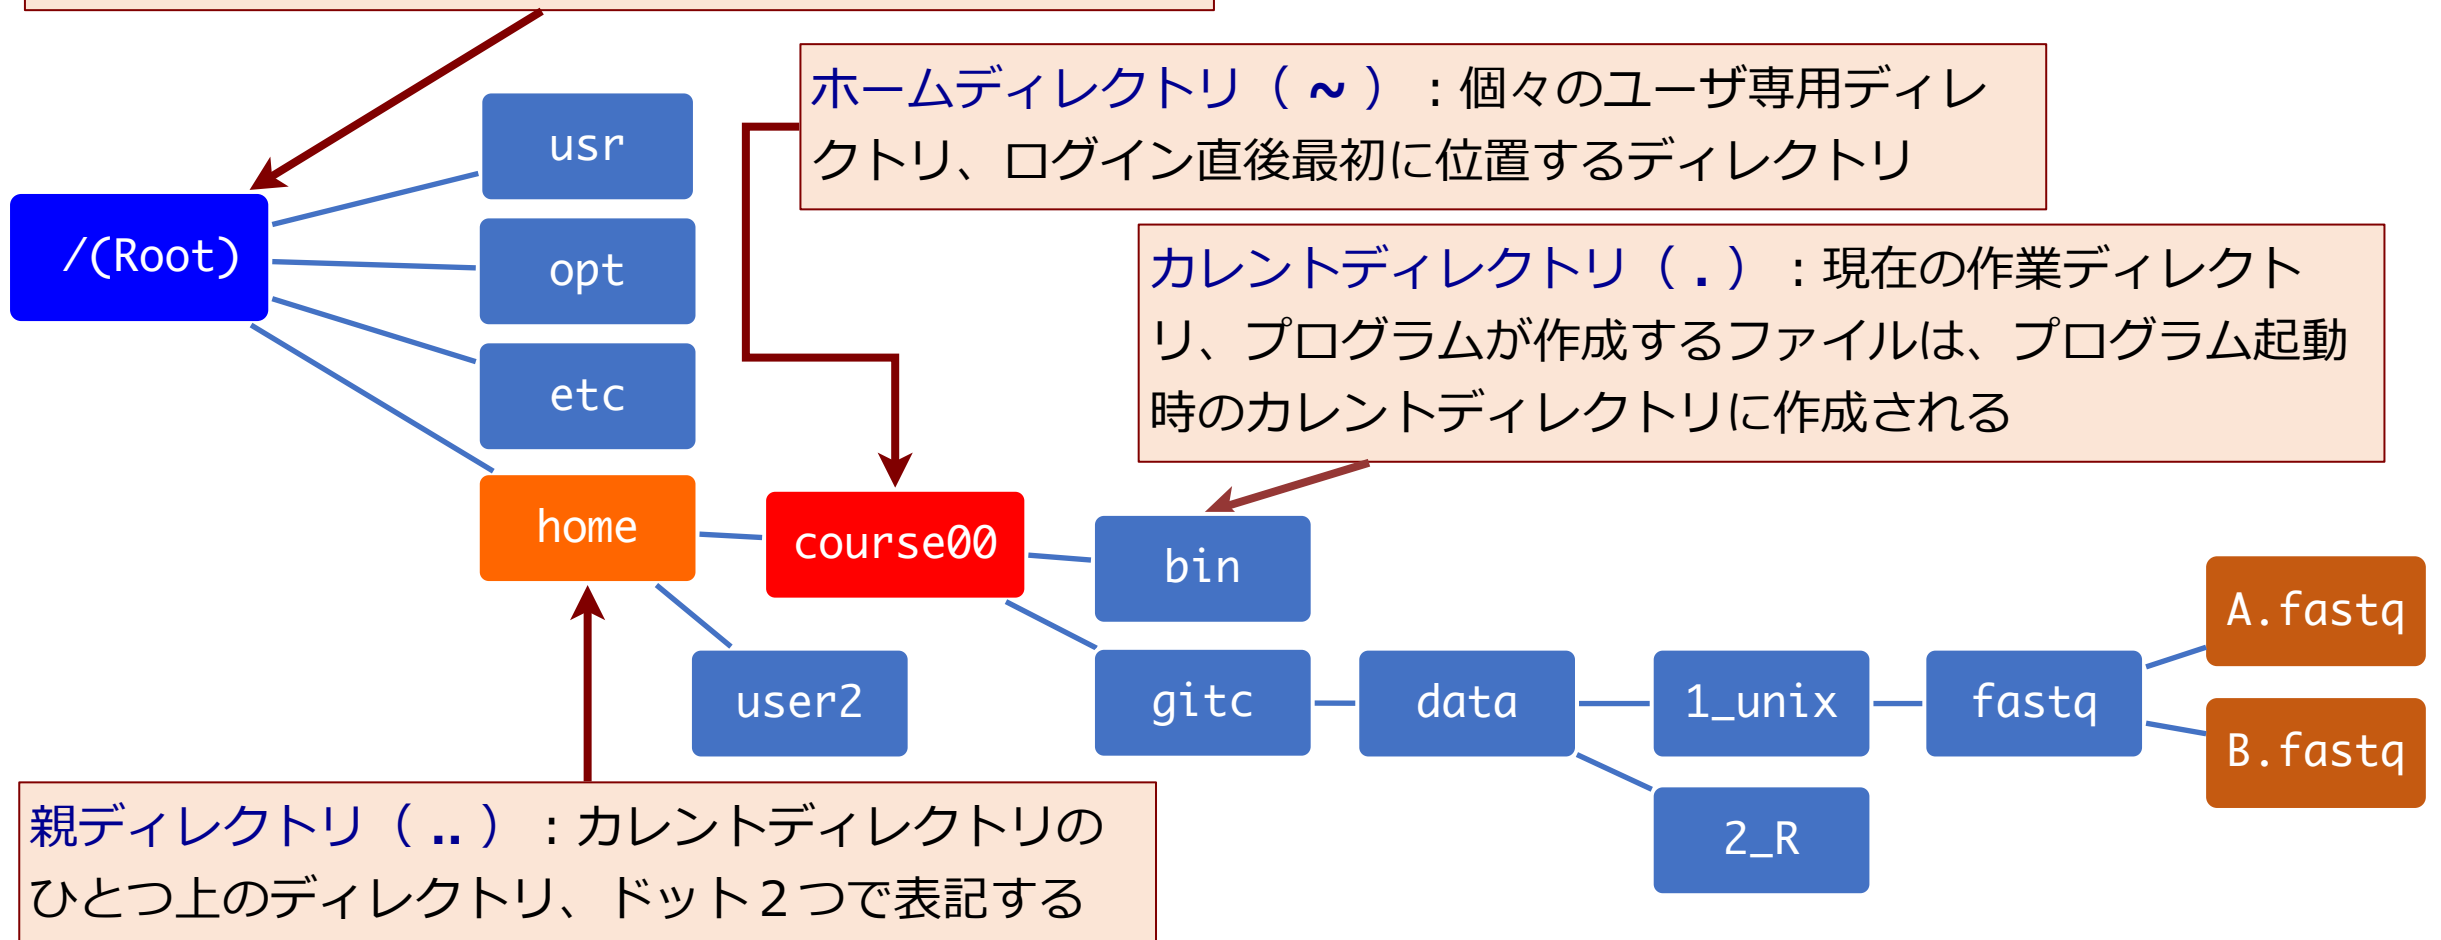 ホームディレクトリ（ ~ ）：個々のユーザ専用ディレ
クトリ、ログイン直後最初に位置するディレクトリ
usr
/(Root)
opt
カレントディレクトリ（ . ）：現在の作業ディレクト
リ、プログラムが作成するファイルは、プログラム起動
時のカレントディレクトリに作成される
etc
home
course00
bin
A.fastq
user2
gitc
data
1_unix
fastq
B.fastq
2_R
親ディレクトリ（ .. ）：カレントディレクトリの
ひとつ上のディレクトリ、ドット２つで表記する